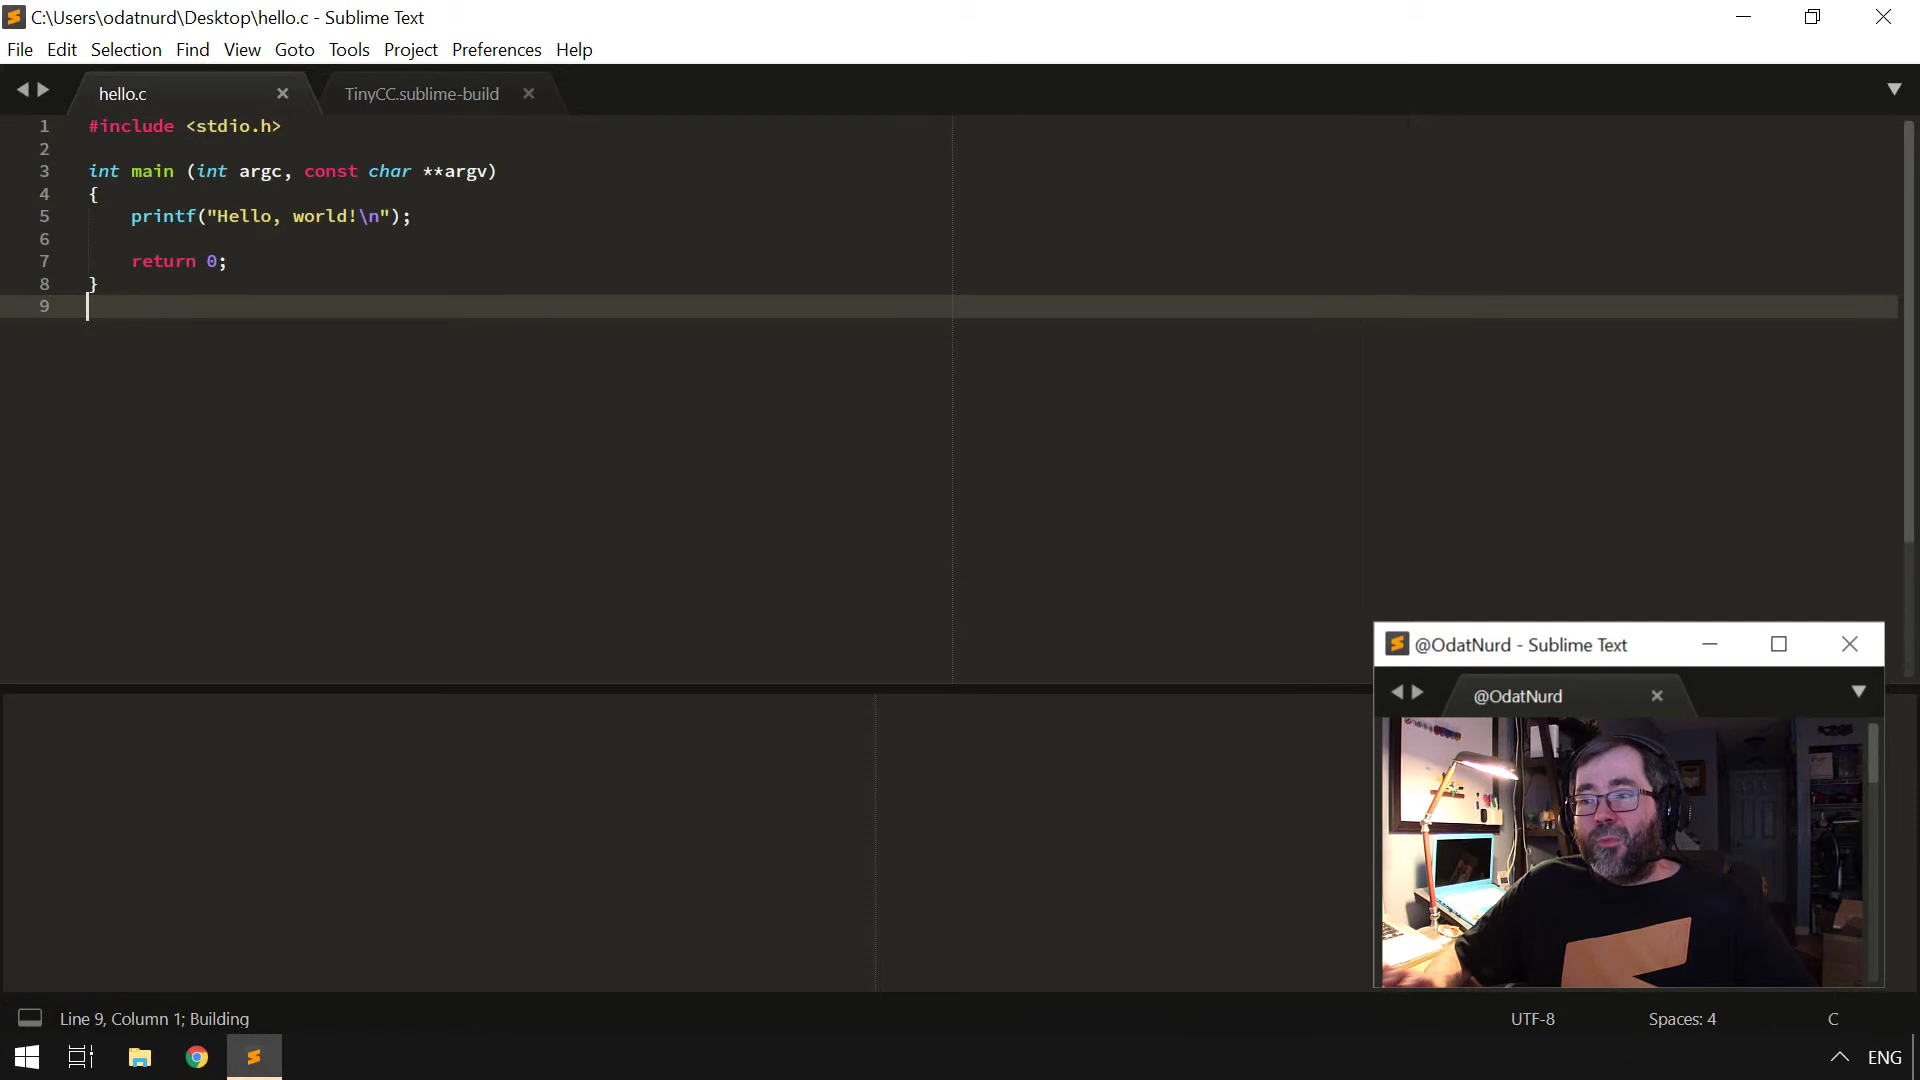 C:\Users\odatnurd\Desktop\hello.c - Sublime Text
File Edit Selection Find View Goto Tools Project Preferences Help
hello.c TinyCC.sublime-build
1 #include <stdio.h>
2
3 int main (int argc, const char **argv)
4 {
5 printf("Hello, world!\n");
6
7 return 0;
8 }
9
@OdatNurd - Sublime Text
@OdatNurd
Line 9, Column 1; Building UTF-8 Spaces: 4 C
ENG